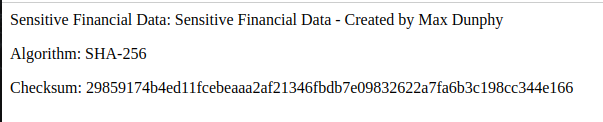 Sensitive Financial Data: Sensitive Financial Data - Created by Max Dunphy
Algorithm: SHA-256
Checksum: 29859174b4ed11fcebeaaa2af21346fbdb7e09832622a7fa6b3c198cc344e166